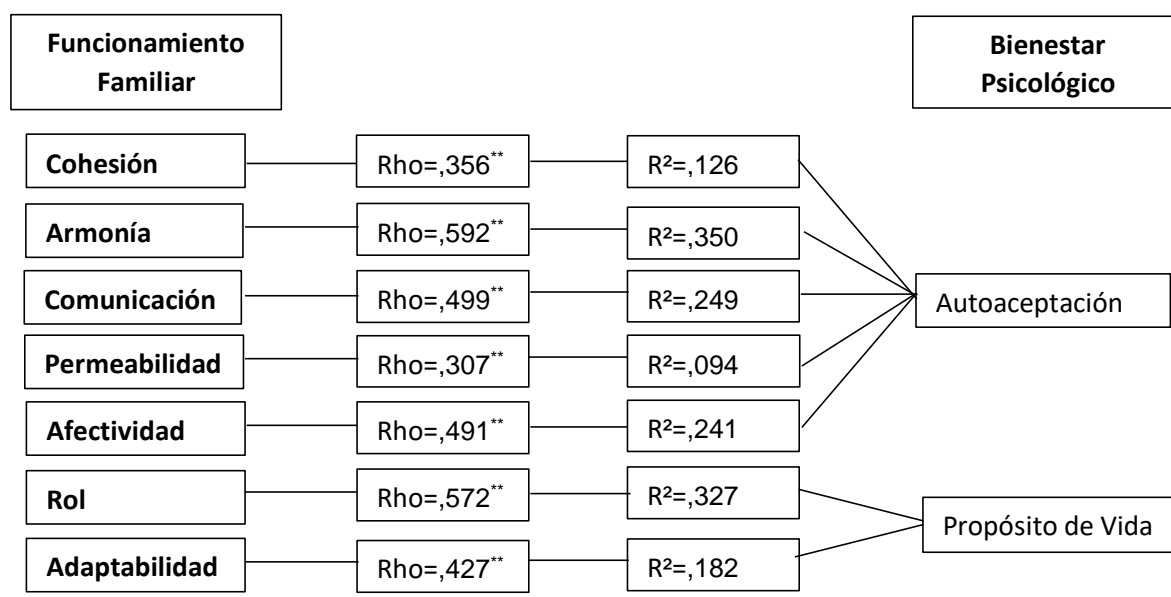 Funcionamiento
Familiar
Bienestar
Psicológico
Cohesión
Rho=,356**
R²=,126
Armonía
Rho=,592**
R²=,350
Comunicación
Rho=,499**
R²=,249
Autoaceptación
Permeabilidad
Rho=,307**
R²=,094
Afectividad
Rho=,491**
R²=,241
Rol
Rho=,572**
R²=,327
Propósito de Vida
Adaptabilidad
Rho=,427**
R²=,182